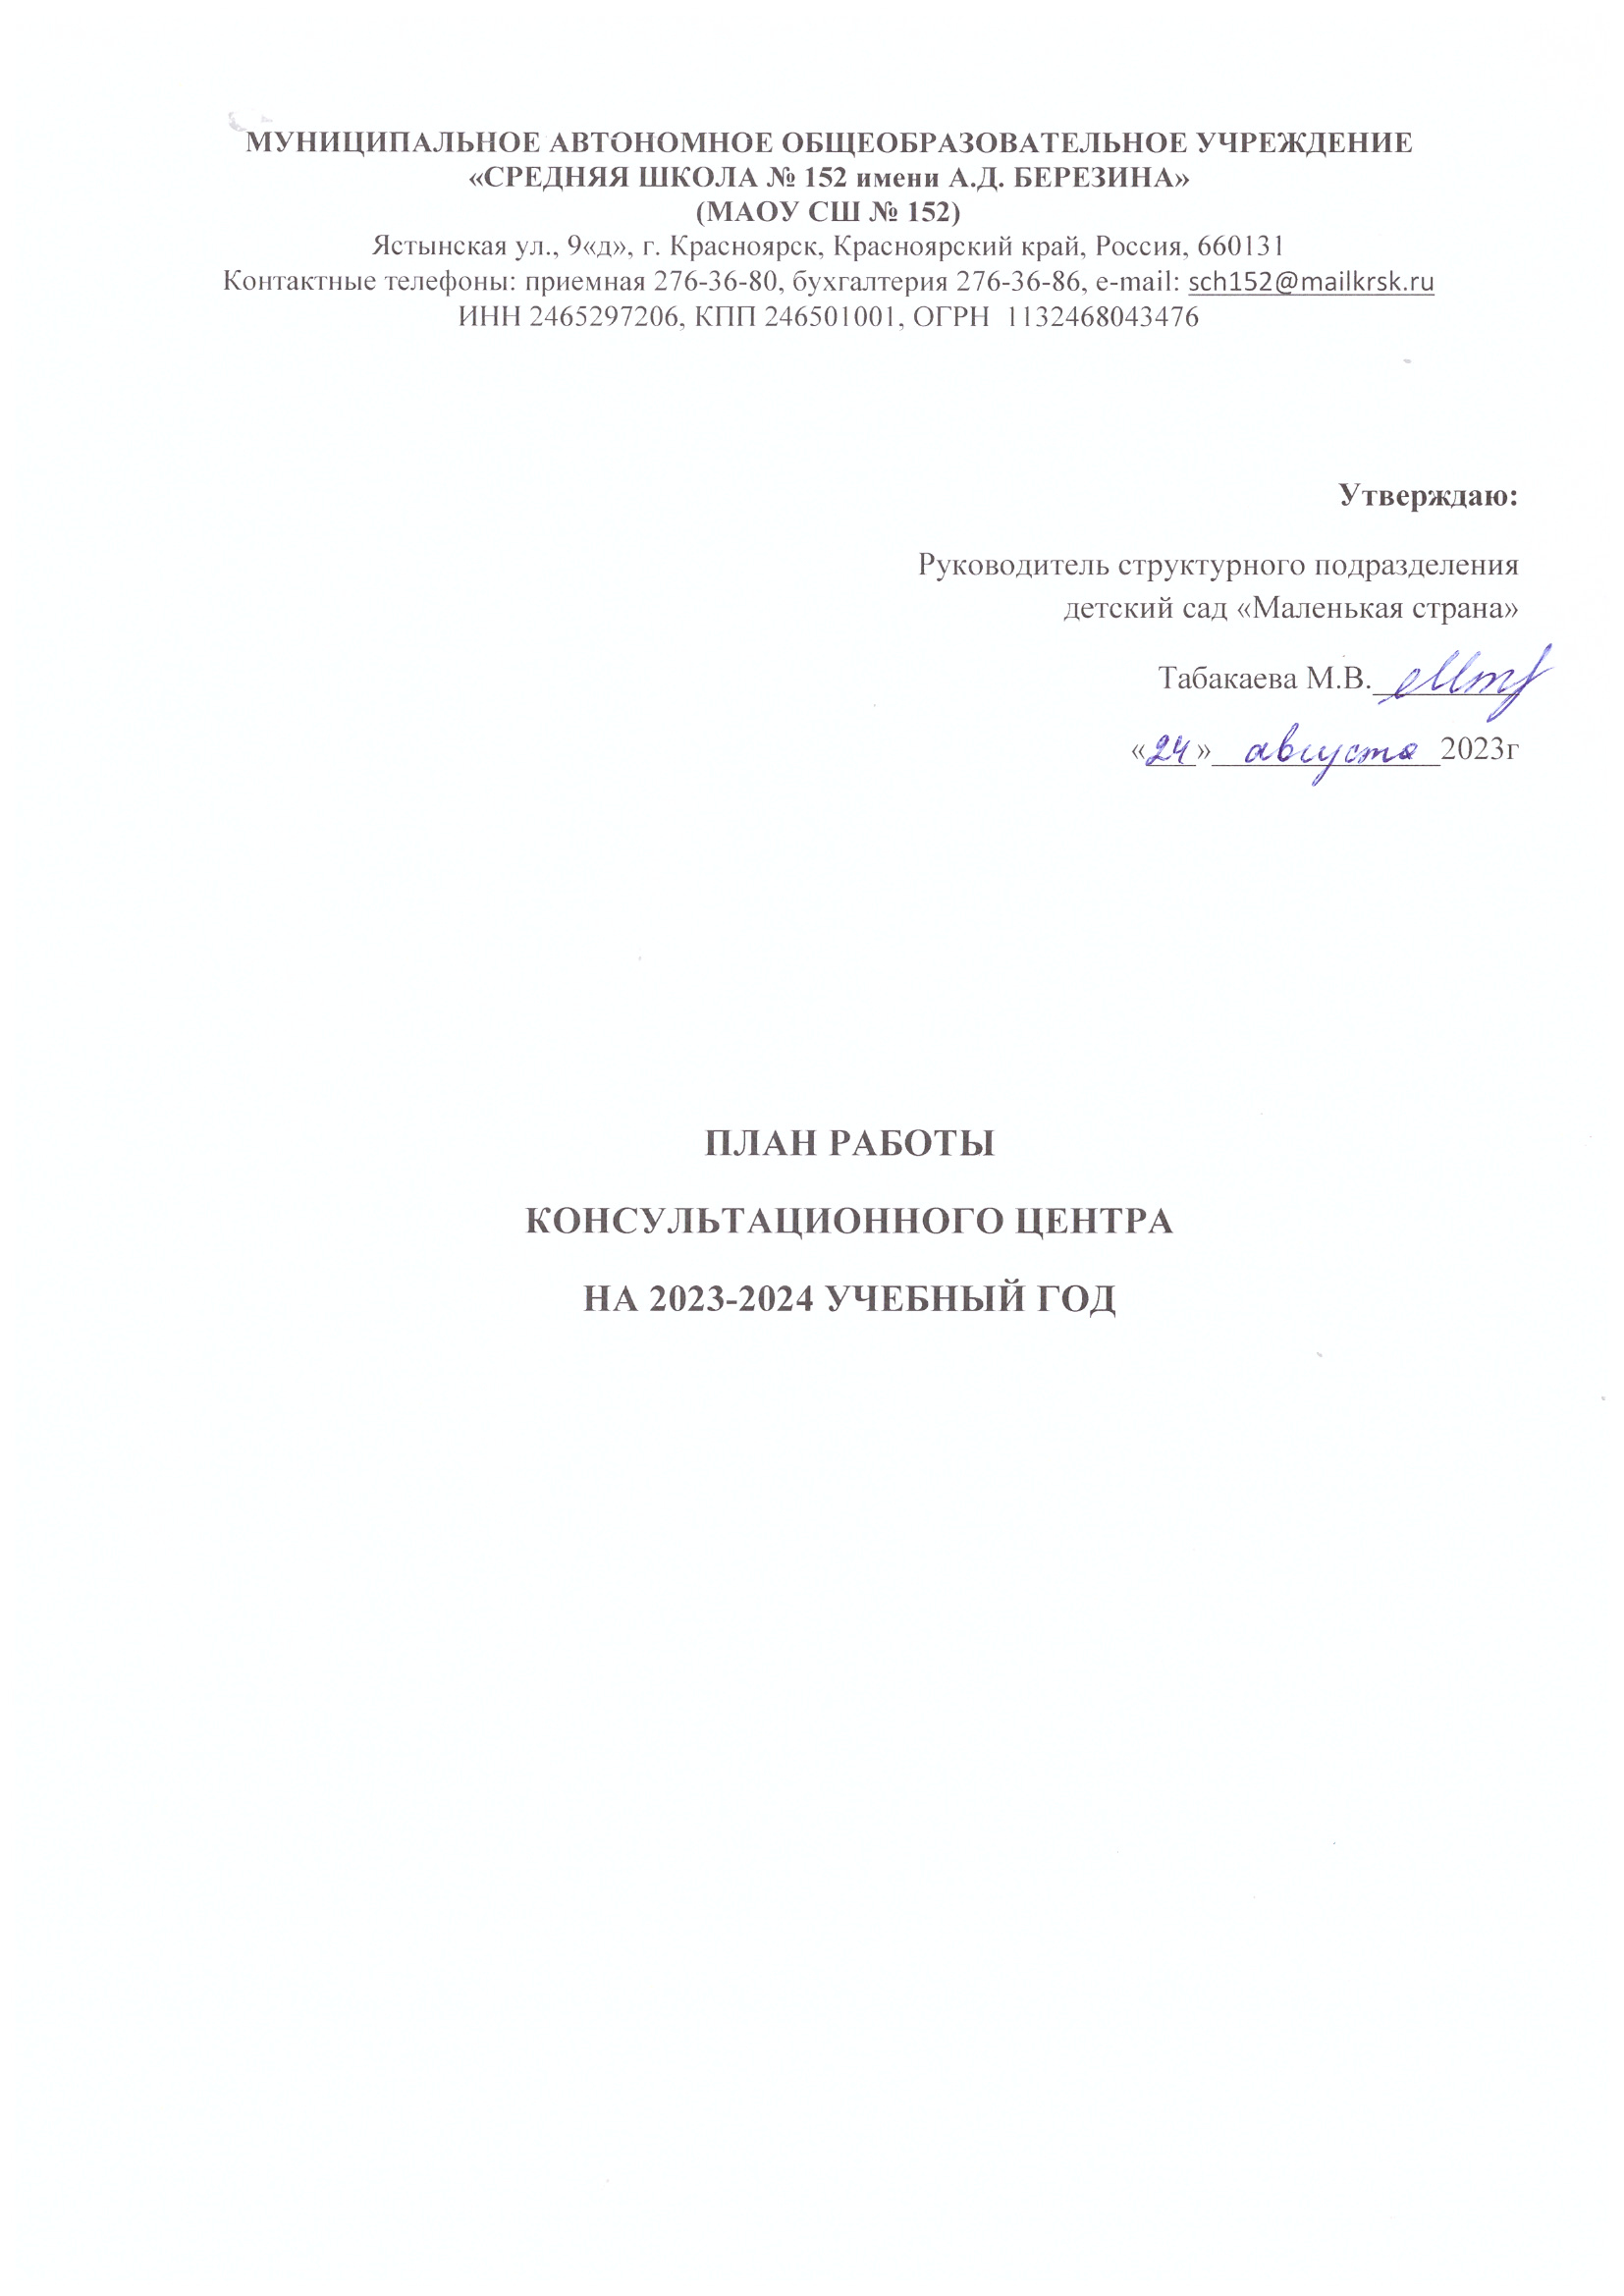 МУНИЦИПАЛЬНОЕ АВТОНОМНОЕ ОБЩЕОБРАЗОВАТЕЛЬНОЕ УЧРЕЖДЕНИЕ
«СРЕДНЯЯ ШКОЛА № 152 имени А.Д. БЕРЕЗИНА»
(МАОУ СШ № 152)
Ястынская ул., 9«д», г. Красноярск, Красноярский край, Россия, 660131
Контактные телефоны: приемная 276-36-80, бухгалтерия 276-36-86, e-mail: sch152@mailkrsk.ru
ИНН 2465297206, КПП 246501001, ОГРН 1132468043476
Утверждаю:
Руководитель структурного подразделения
детский сад «Маленькая страна»
Табакаева М.В.
«24» августа 2023г
ПЛАН РАБОТЫ
КОНСУЛЬТАЦИОННОГО ЦЕНТРА
НА 2023-2024 УЧЕБНЫЙ ГОД